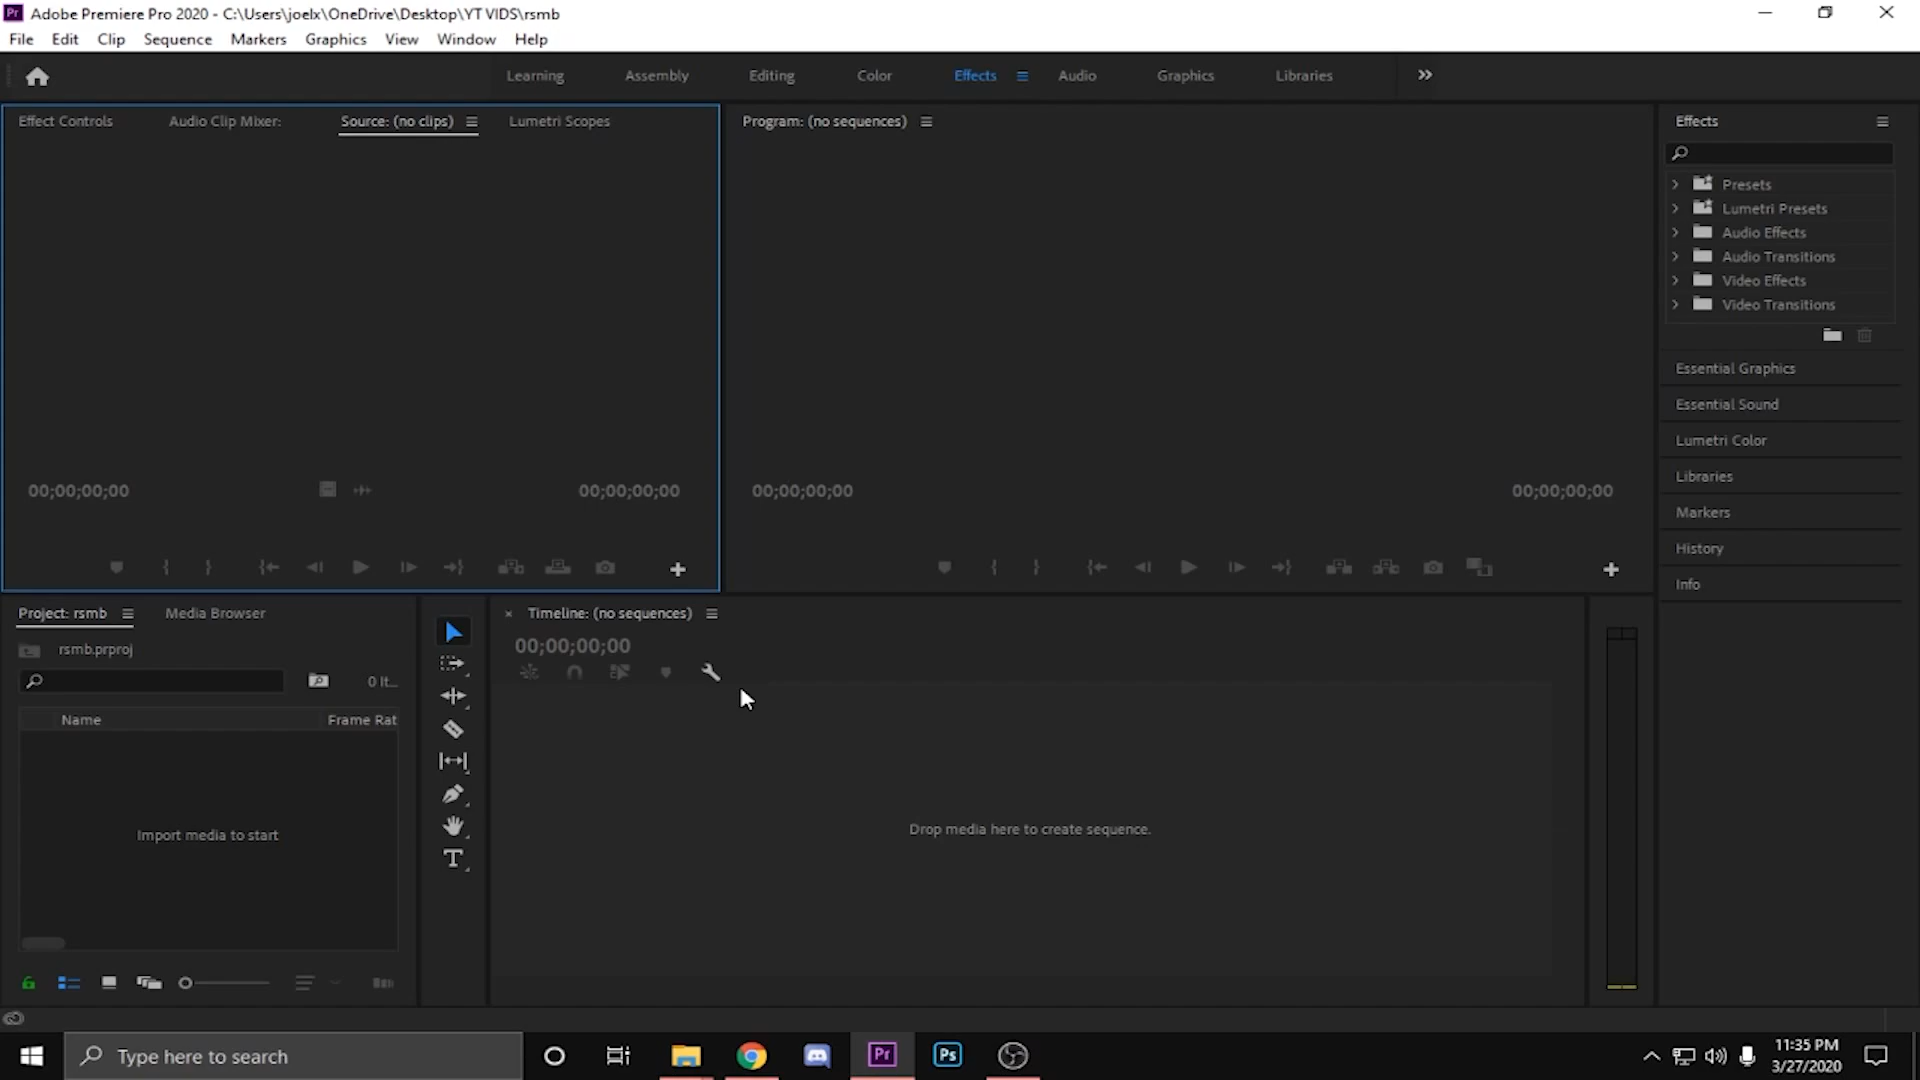 Pr Adobe Premiere Pro 2020 - C:\Users\joelx\OneDrive\Desktop\YT VIDS\rsmb
File Edit Clip Sequence Markers Graphics View Window Help
Learning Assembly Editing Color Effects Audio Graphics Libraries
Effect Controls Audio Clip Mixer: Source: (no clips) Lumetri Scopes
Program: (no sequences)
Effects
Presets
Lumetri Presets
Audio Effects
Audio Transitions
Video Effects
Video Transitions
Essential Graphics
Essential Sound
Lumetri Color
Libraries
Markers
History
Info
00;00;00;00 00;00;00;00 00;00;00;00 00;00;00;00
Project: rsmb Media Browser
rsmb.prproj
0 It...
Name Frame Rat
Import media to start
Timeline: (no sequences)
00;00;00;00
Drop media here to create sequence.
Type here to search
Pr Ps
11:35 PM
3/27/2020